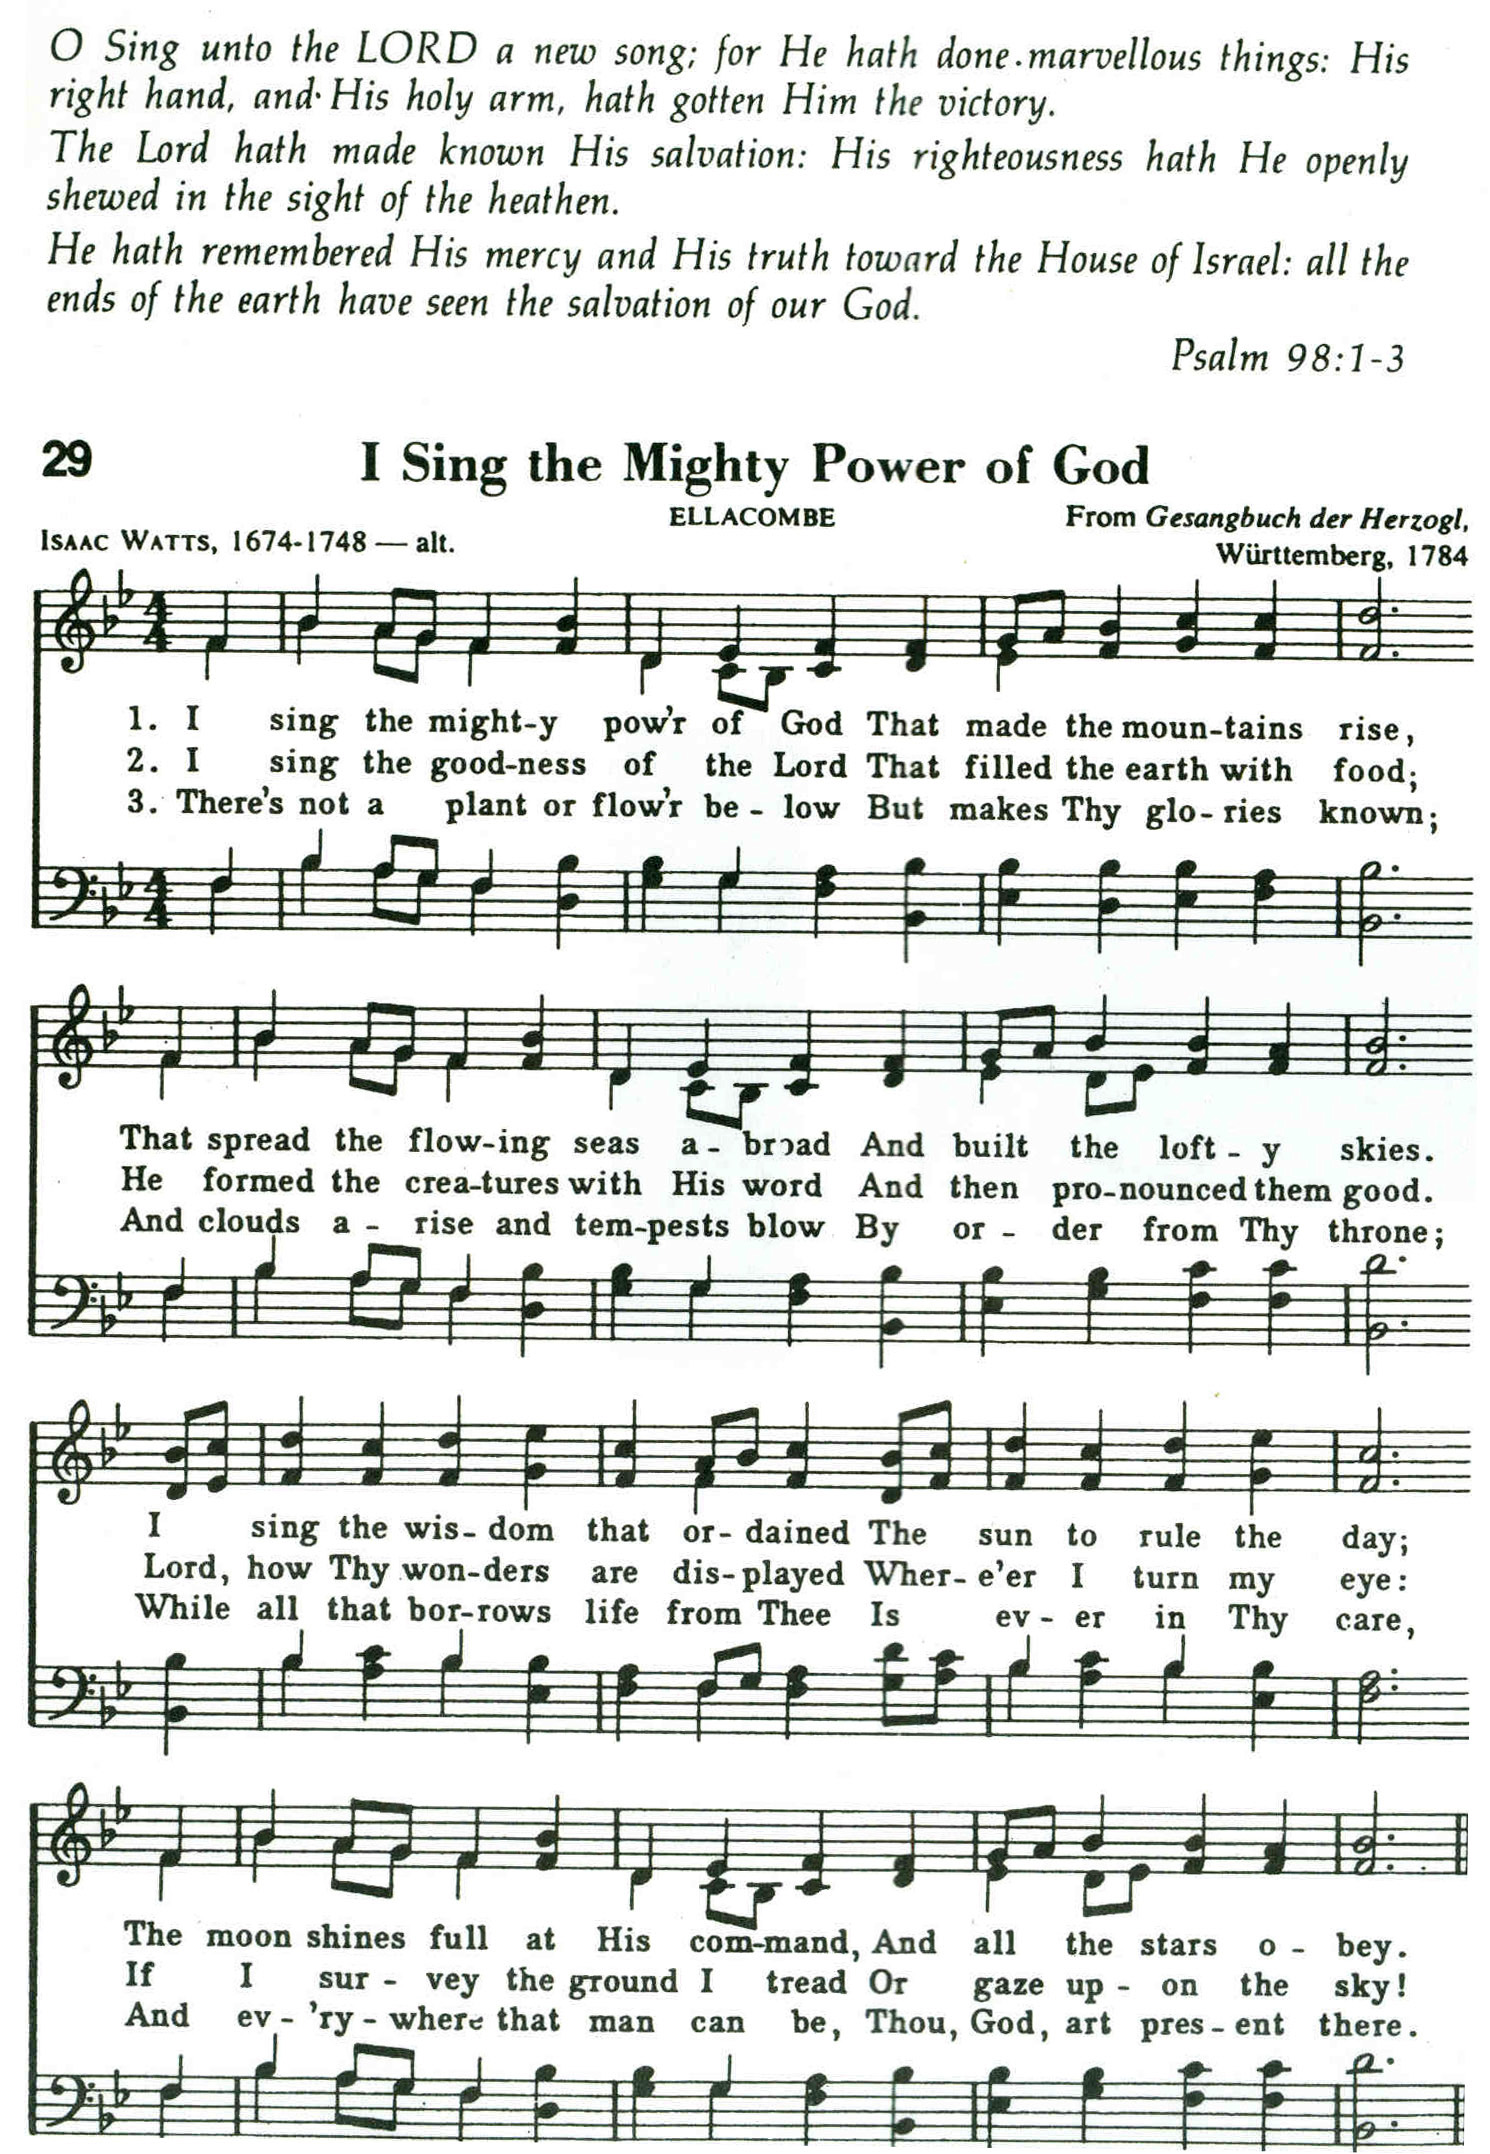 O Sing unto the LORD a new song; for He hath done marvellous things: His
right hand, and His holy arm, hath gotten Him the victory.
The Lord hath made known His salvation: His righteousness hath He openly
shewed in the sight of the heathen.
He hath remembered His mercy and His truth toward the House of Israel: all the
ends of the earth have seen the salvation of our God.
Psalm 98:1-3
29 I Sing the Mighty Power of God
ELLACOMBE
ISAAC WATTS, 1674-1748 — alt.
From Gesangbuch der Herzogl,
Württemberg, 1784
4 4
1. I sing the might-y pow'r of God That made the moun-tains rise,
2. I sing the good-ness of the Lord That filled the earth with food;
3. There's not a plant or flow'r be - low But makes Thy glo- ries known;
4 4
That spread the flow-ing seas a - broad And built the loft - y skies.
He formed the crea-tures with His word And then pro-nounced them good.
And clouds a - rise and tem-pests blow By or - der from Thy throne;
I sing the wis- dom that or- dained The sun to rule the day;
Lord, how Thy won-ders are dis-played Wher- e'er I turn my eye:
While all that bor-rows life from Thee Is ev - er in Thy care,
The moon shines full at His com-mand, And all the stars o - bey.
If I sur - vey the ground I tread Or gaze up - on the sky!
And ev - 'ry - where that man can be, Thou, God, art pres - ent there.